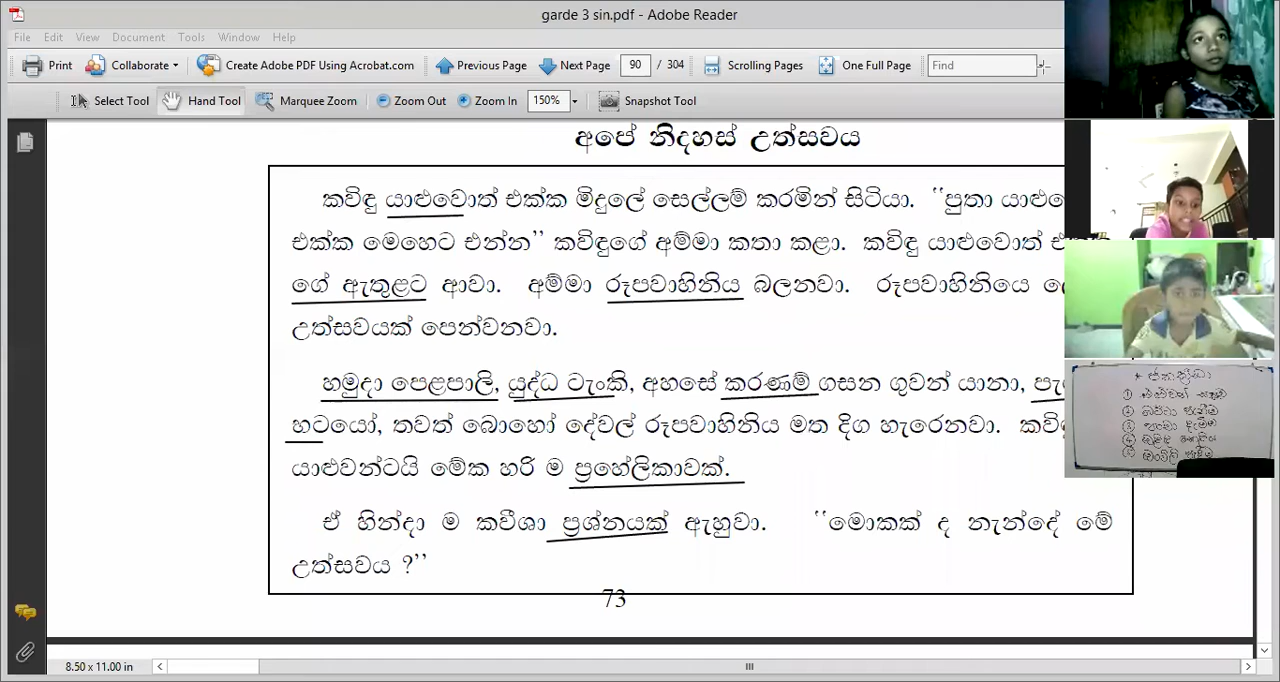 garde 3 sin.pdf - Adobe Reader
File Edit View Document Tools Window Help
Print Collaborate Create Adobe PDF Using Acrobat.com Previous Page Next Page 90 / 304 Scrolling Pages One Full Page Find
Select Tool Hand Tool Marquee Zoom Zoom Out Zoom In 150% Snapshot Tool
අපේ නිදහස් උත්සවය
කවිඳු යාළුවොත් එක්ක මිදුලේ සෙල්ලම් කරමින් සිටියා. “පුතා
එක්ක මෙහෙට එන්න” කවිඳුගේ අම්මා කතා කළා. කවිඳු යාළුවොත්
ගේ ඇතුළට ආවා. අම්මා රූපවාහිනිය බලනවා. රූපවාහිනියෙ
උත්සවයක් පෙන්වනවා.
හමුදා පෙළපාලි, යුද්ධ ටැංකි, අහසේ කරණම් ගසන ගුවන් යානා,
හටයෝ, තවත් බොහෝ දේවල් රූපවාහිනිය මත දිග හැරෙනවා.
යාළුවන්ටයි මේක හරි ම ප්‍රහේලිකාවක්.
ඒ හින්දා ම කවීශා ප්‍රශ්නයක් ඇහුවා. “මොකක් ද නැන්දේ මේ
උත්සවය ?”
73
8.50 x 11.00 in